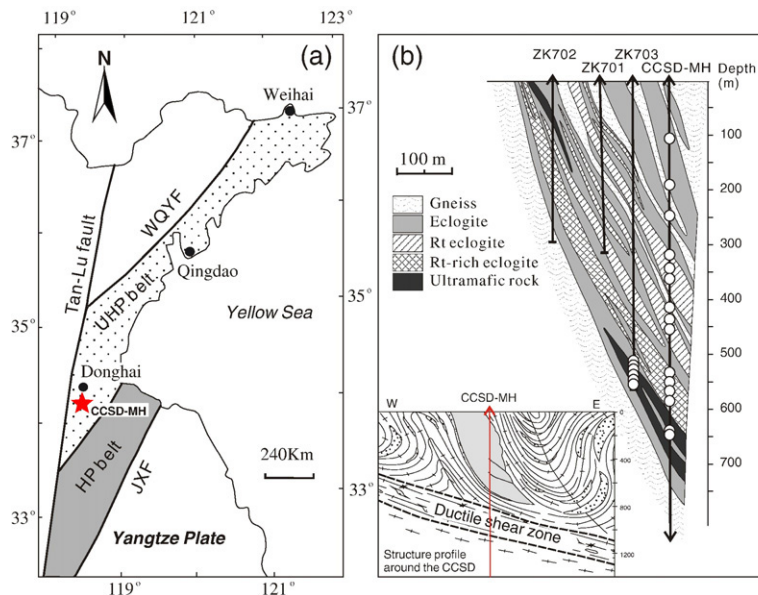 119° 121° 123°
(a)
N
Weihai
37°
37°
WQYF
Tan-Lu fault
Qingdao
UHP belt
Yellow Sea
35°
35°
Donghai
CCSD-MH
240Km
HP belt
JXF
33°
33°
Yangtze Plate
119° 121°
(b)
ZK702 ZK703
ZK701 CCSD-MH Depth
(m)
100
100 m
200
Gneiss
Eclogite
Rt eclogite
Rt-rich eclogite
Ultramafic rock
300
400
500
600
700
CCSD-MH
W E
0
400
600
800
Ductile shear zone
1200
Structure profile
around the CCSD